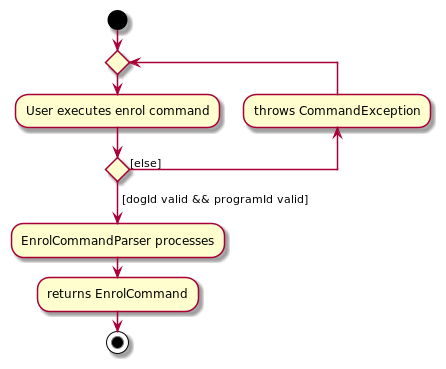 User executes enrol command
throws CommandException
[else]
[dogId valid && programId valid]
EnrolCommandParser processes
returns EnrolCommand